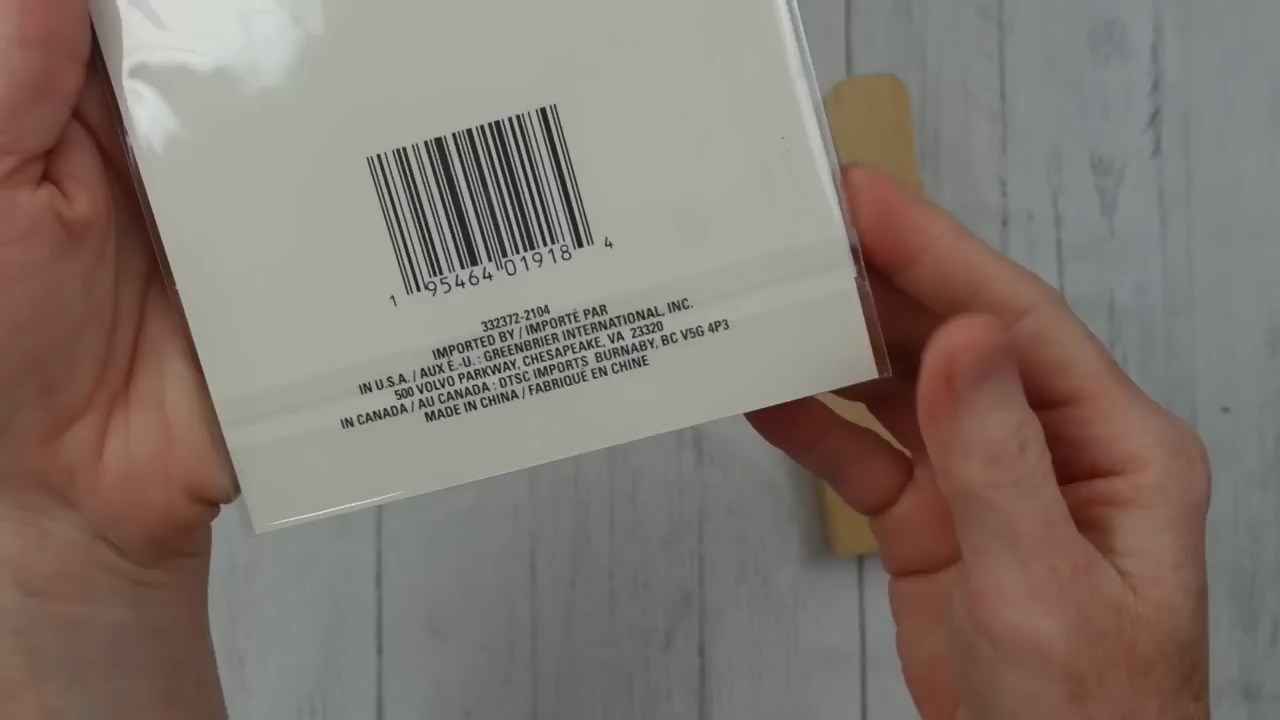 1 95464 01918 4
332372-2104
IMPORTED BY / IMPORTÉ PAR
IN U.S.A. / AUX É.-U. : GREENBRIER INTERNATIONAL, INC.
500 VOLVO PARKWAY, CHESAPEAKE, VA 23320
IN CANADA / AU CANADA : DTSC IMPORTS BURNABY, BC V5G 4P3
MADE IN CHINA / FABRIQUÉ EN CHINE